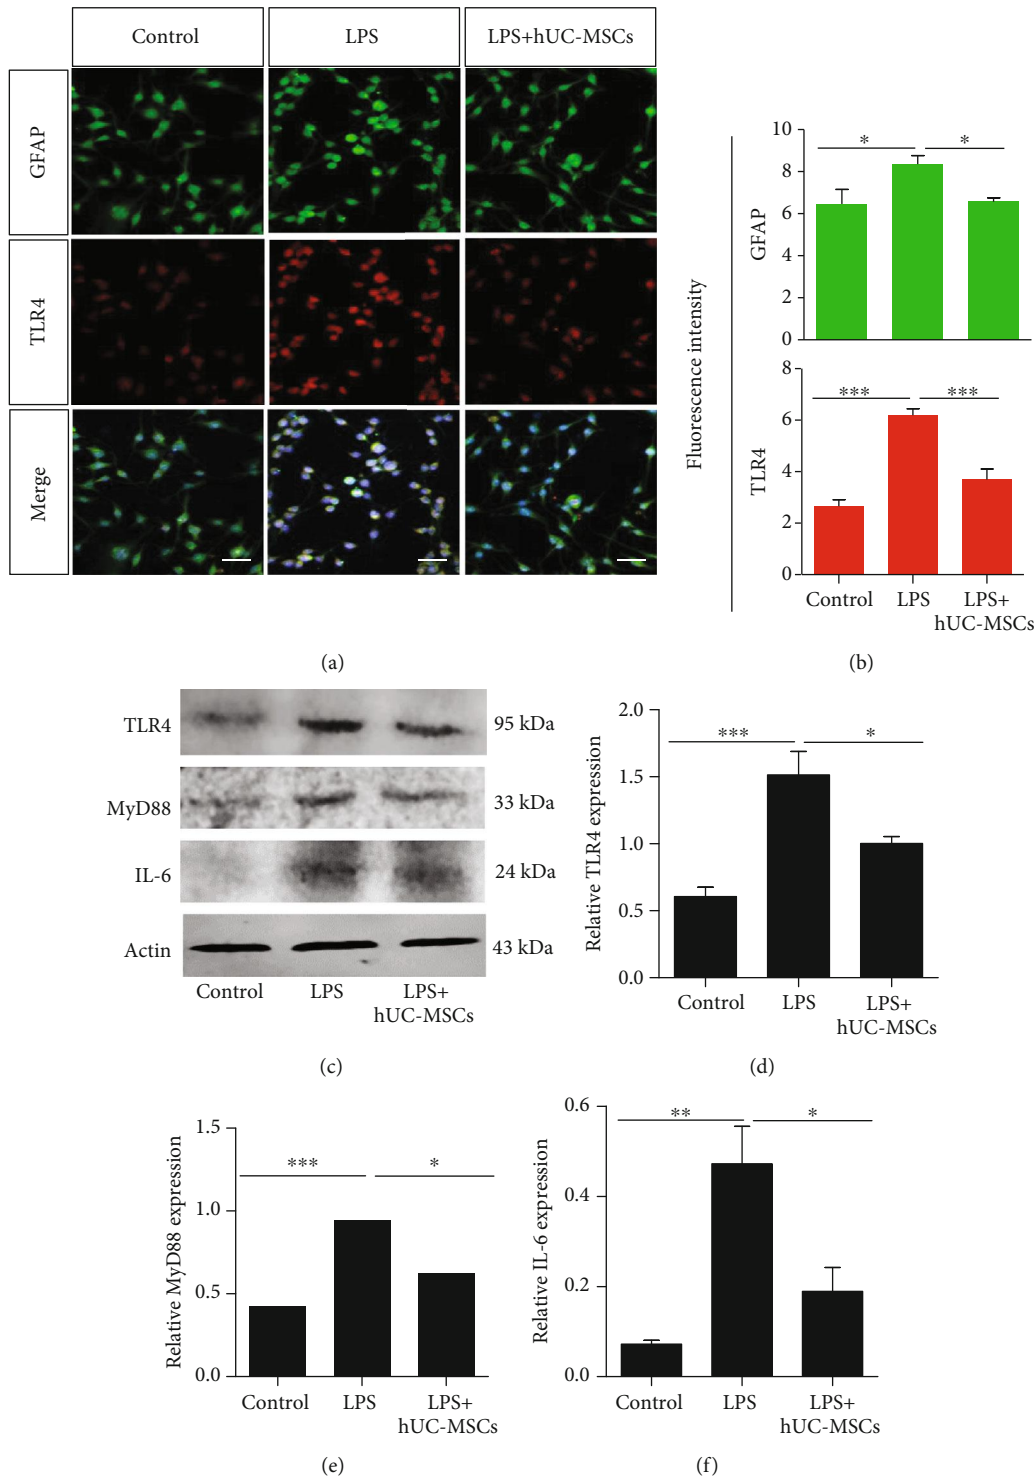 Control
LPS
LPS+hUC-MSCs
GFAP
TLR4
Merge
(a)
Fluorescence intensity
GFAP
10
8
6
4
2
0
*
*
TLR4
8
6
4
2
0
***
***
Control
LPS
LPS+
hUC-MSCs
(b)
TLR4
95 kDa
MyD88
33 kDa
IL-6
24 kDa
Actin
43 kDa
Control
LPS
LPS+
hUC-MSCs
(c)
Relative TLR4 expression
2.0
1.5
1.0
0.5
0.0
***
*
Control
LPS
LPS+
hUC-MSCs
(d)
Relative MyD88 expression
1.5
1.0
0.5
0.0
***
*
Control
LPS
LPS+
hUC-MSCs
(e)
Relative IL-6 expression
0.6
0.4
0.2
0.0
**
*
Control
LPS
LPS+
hUC-MSCs
(f)